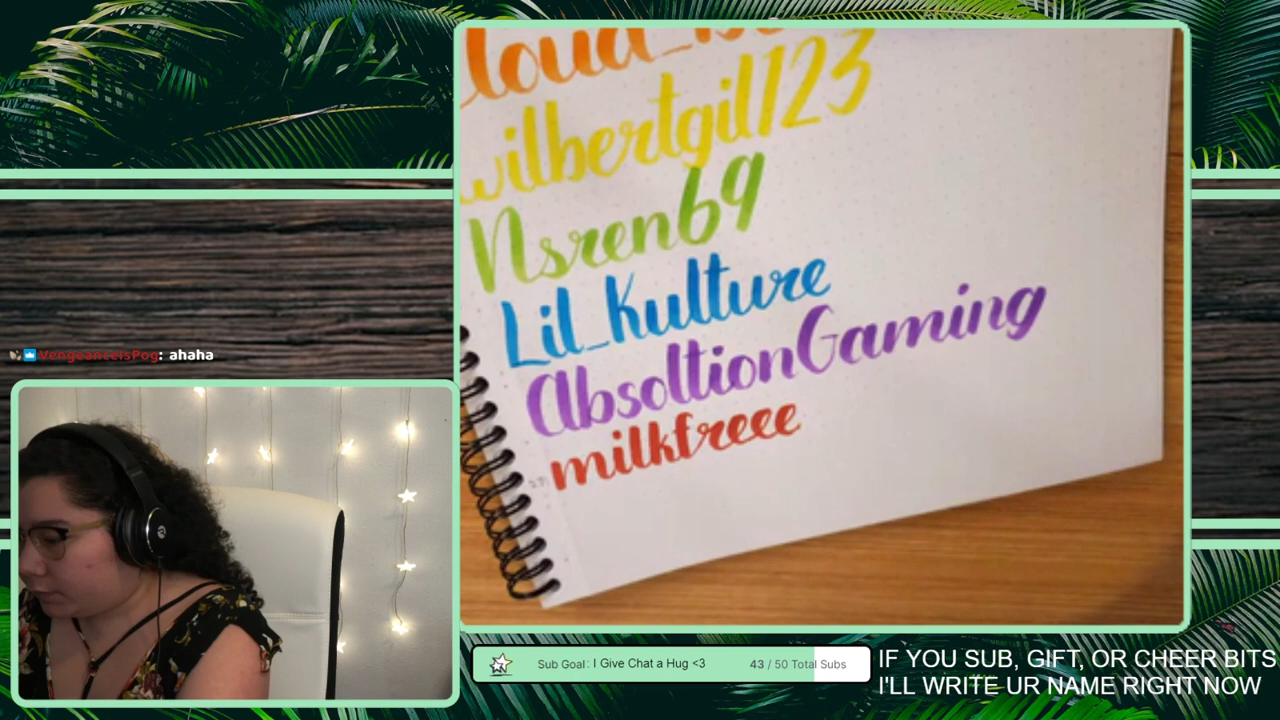 wilbertgil123
Nsren69
Lil_Kulture
AbsoltionGaming
milkfreee
VengeanceIsPog: ahaha
Sub Goal: I Give Chat a Hug <3 43 / 50 Total Subs
IF YOU SUB, GIFT, OR CHEER BITS
I'LL WRITE UR NAME RIGHT NOW